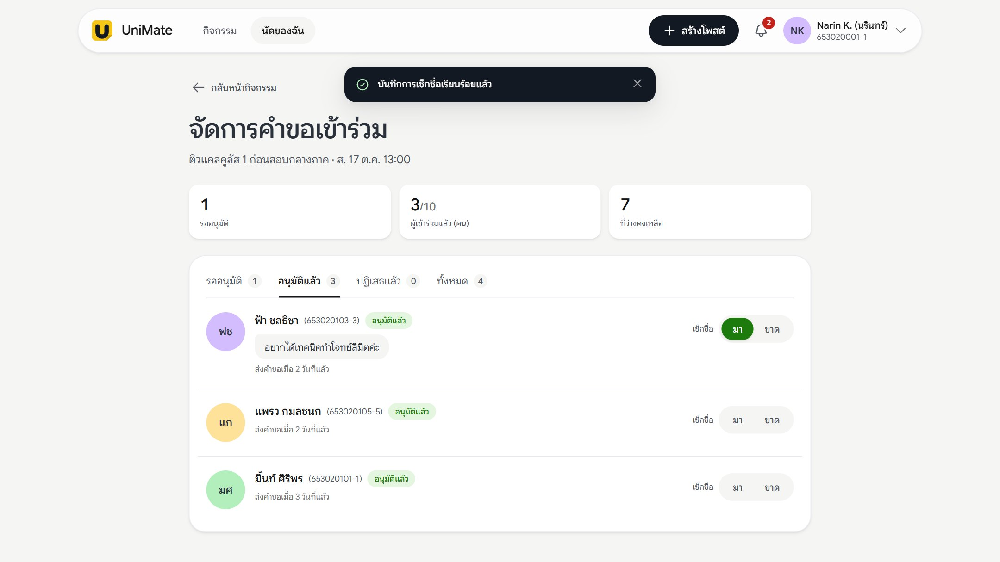 UniMate
กิจกรรม
นัดของฉัน
สร้างโพสต์
2
NK
Narin K. (นรินทร์)
653020001-1
กลับหน้ากิจกรรม
บันทึกการเช็กชื่อเรียบร้อยแล้ว
จัดการคำขอเข้าร่วม
ติวแคลคูลัส 1 ก่อนสอบกลางภาค · ส. 17 ต.ค. 13:00
1
รออนุมัติ
3/10
ผู้เข้าร่วมแล้ว (คน)
7
ที่ว่างคงเหลือ
รออนุมัติ 1
อนุมัติแล้ว 3
ปฏิเสธแล้ว 0
ทั้งหมด 4
ฟช
ฟ้า ชลธิชา (653020103-3) อนุมัติแล้ว
อยากได้เทคนิคทำโจทย์ลิมิตค่ะ
ส่งคำขอเมื่อ 2 วันที่แล้ว
เช็กชื่อ มา ขาด
แก
แพรว กมลชนก (653020105-5) อนุมัติแล้ว
ส่งคำขอเมื่อ 2 วันที่แล้ว
เช็กชื่อ มา ขาด
มศ
มิ้นท์ ศิริพร (653020101-1) อนุมัติแล้ว
ส่งคำขอเมื่อ 3 วันที่แล้ว
เช็กชื่อ มา ขาด